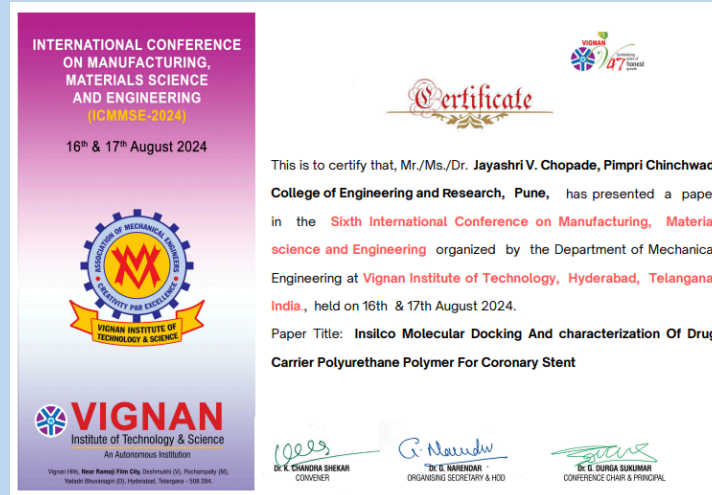 INTERNATIONAL CONFERENCE
ON MANUFACTURING,
MATERIALS SCIENCE
AND ENGINEERING
(ICMMSE-2024)
16th & 17th August 2024
ASSOCIATION OF MECHANICAL ENGINEERS
CREATIVITY PAR EXCELLENCE
VIGNAN INSTITUTE OF
TECHNOLOGY & SCIENCE
VIGNAN
Institute of Technology & Science
An Autonomous Institution
Vignan Hills, Near Ramoji Film City, Deshmukhi (V), Pochampally (M),
Yadadri Bhuvanagiri (D), Hyderabad, Telangana - 508 284.
VIGNAN
47
honest
Certificate
This is to certify that, Mr./Ms./Dr. Jayashri V. Chopade, Pimpri Chinchwad
College of Engineering and Research, Pune, has presented a pape
in the Sixth International Conference on Manufacturing, Materia
science and Engineering organized by the Department of Mechanica
Engineering at Vignan Institute of Technology, Hyderabad, Telangana
India., held on 16th & 17th August 2024.
Paper Title: Insilco Molecular Docking And characterization Of Drug
Carrier Polyurethane Polymer For Coronary Stent
G. Narendar
Dr. K. CHANDRA SHEKAR
CONVENER
Dr. G. NARENDAR
ORGANISING SECRETARY & HOD
Dr. G. DURGA SUKUMAR
CONFERENCE CHAIR & PRINCIPAL